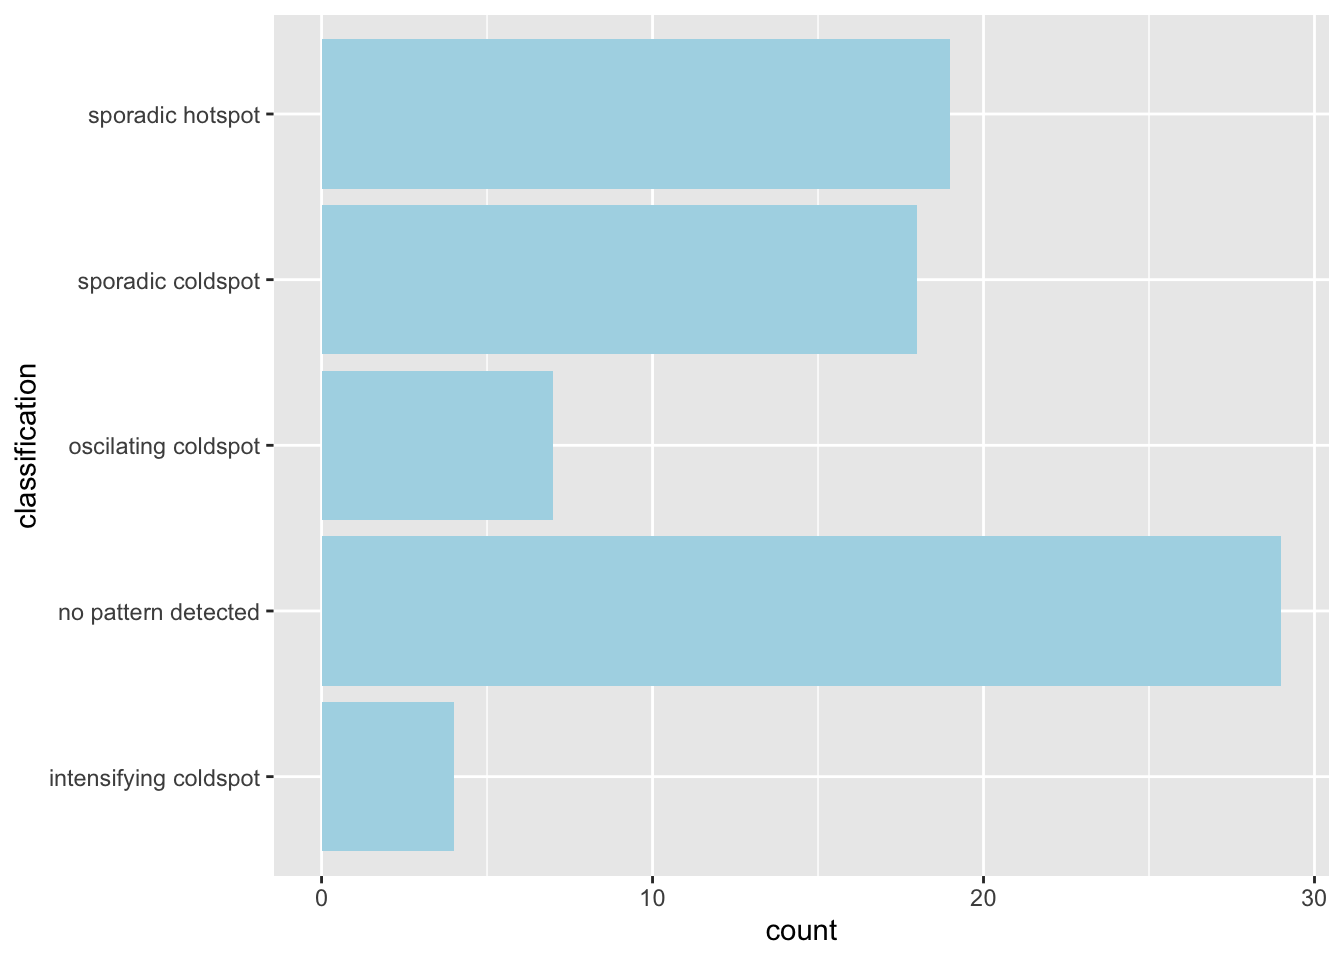 sporadic hotspot
sporadic coldspot
oscilating coldspot
no pattern detected
intensifying coldspot
classification
0 10 20 30
count